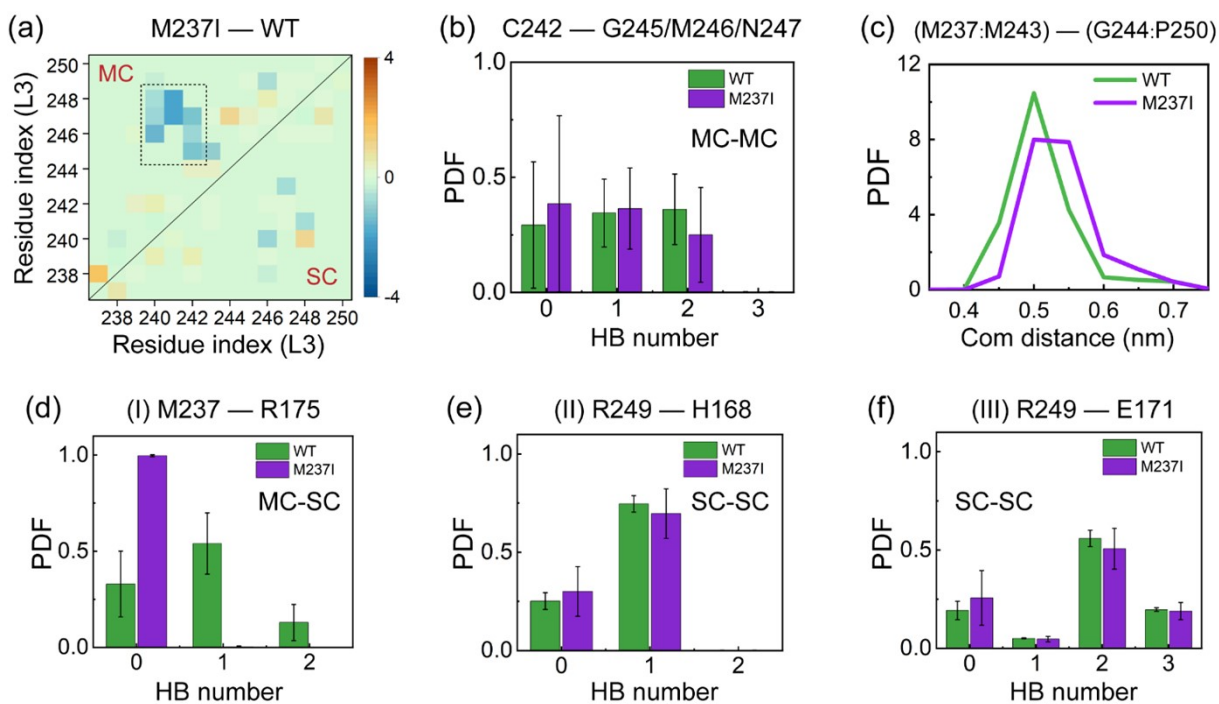 (a) M237I — WT
MC
SC
250
248
246
244
242
240
238
Residue index (L3)
238 240 242 244 246 248 250
Residue index (L3)
4
0
-4
(b) C242 — G245/M246/N247
WT
M237I
MC-MC
1.0
0.5
0.0
PDF
0 1 2 3
HB number
(c) (M237:M243) — (G244:P250)
WT
M237I
12
8
4
0
PDF
0.4 0.5 0.6 0.7
Com distance (nm)
(d) (I) M237 — R175
WT
M237I
MC-SC
1.0
0.5
0.0
PDF
0 1 2
HB number
(e) (II) R249 — H168
WT
M237I
SC-SC
1.0
0.5
0.0
PDF
0 1 2
HB number
(f) (III) R249 — E171
WT
M237I
SC-SC
1.0
0.5
0.0
PDF
0 1 2 3
HB number